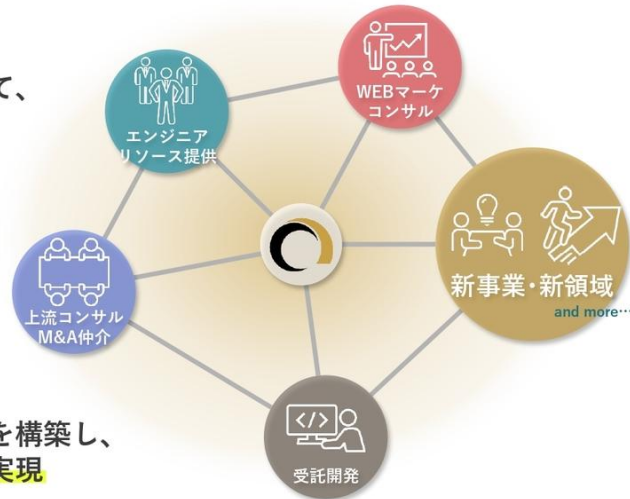 て、
エンジニア
リソース提供
WEBマーケ
コンサル
新事業・新領域
and more…
上流コンサル
M&A仲介
</>
受託開発
を構築し、
実現